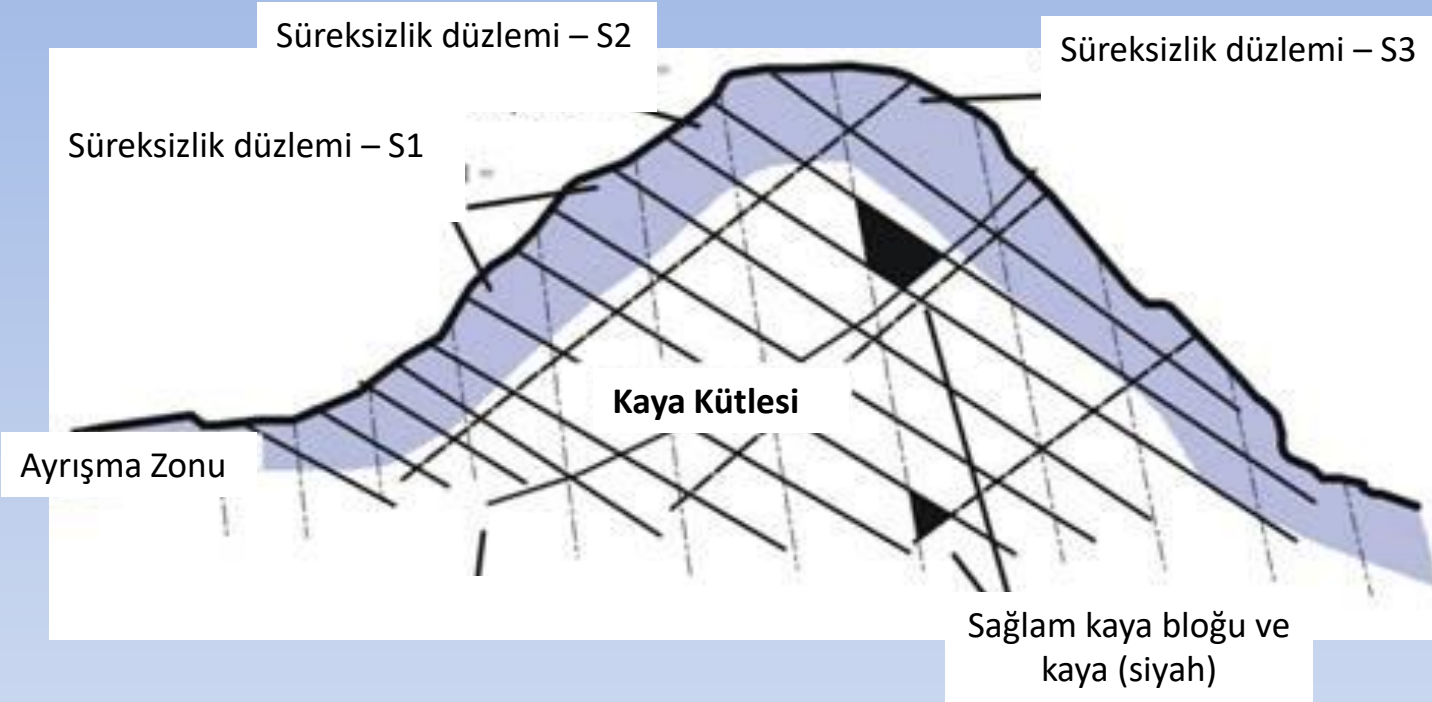 Süreksizlik düzlemi – S2
Süreksizlik düzlemi – S3
Süreksizlik düzlemi – S1
Kaya Kütlesi
Ayrışma Zonu
Sağlam kaya bloğu ve
kaya (siyah)